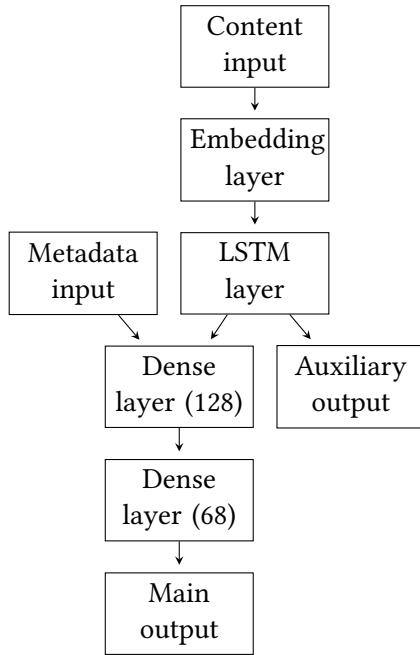 Content
input
Embedding
layer
Metadata
input
LSTM
layer
Dense
layer (128)
Auxiliary
output
Dense
layer (68)
Main
output